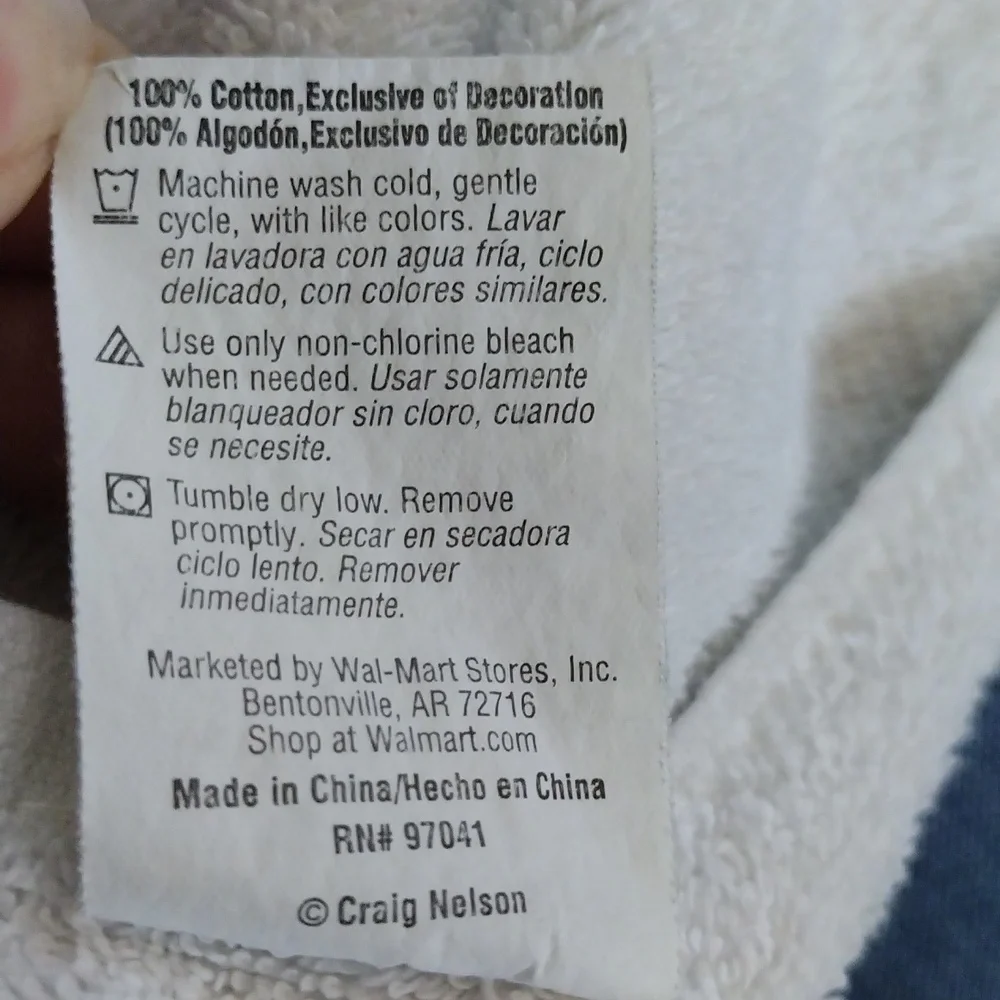 100% Cotton,Exclusive of Decoration
(100% Algodón,Exclusivo de Decoración)
Machine wash cold, gentle
cycle, with like colors. Lavar
en lavadora con agua fría, ciclo
delicado, con colores similares.
Use only non-chlorine bleach
when needed. Usar solamente
blanqueador sin cloro, cuando
se necesite.
Tumble dry low. Remove
promptly. Secar en secadora
ciclo lento. Remover
inmediatamente.
Marketed by Wal-Mart Stores, Inc.
Bentonville, AR 72716
Shop at Walmart.com
Made in China/Hecho en China
RN# 97041
© Craig Nelson